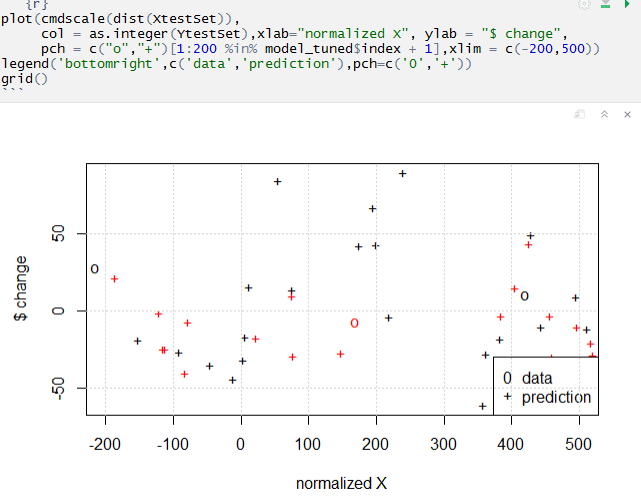 {r}
plot(cmdscale(dist(XtestSet)),
col = as.integer(YtestSet),xlab="normalized X", ylab = "$ change",
pch = c("o","+")[1:200 %in% model_tuned$index + 1],xlim = c(-200,500))
legend('bottomright',c('data','prediction'),pch=c('0','+'))
grid()
```
50
0
-50
$ change
0 data
+ prediction
-200 -100 0 100 200 300 400 500
normalized X